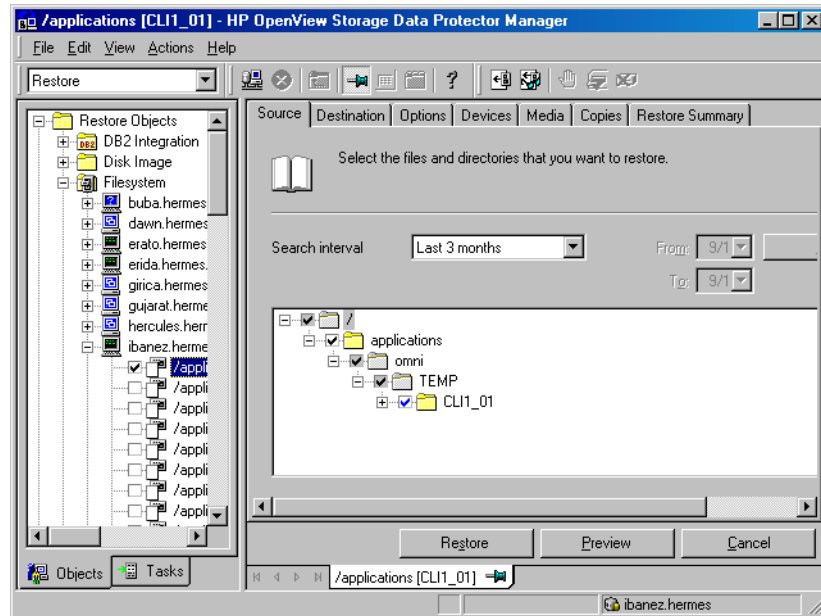 /applications [CLI1_01] - HP OpenView Storage Data Protector Manager
File Edit View Actions Help
Restore
Restore Objects
DB2 Integration
Disk Image
Filesystem
buba.hermes
dawn.hermes
erato.hermes
erida.hermes.
girica.hermes
gujarat.herme
hercules.herr
ibanez.herme
/appli
/appli
/appli
/appli
/appli
/appli
/appli
/appli
Objects Tasks
Source Destination Options Devices Media Copies Restore Summary
Select the files and directories that you want to restore.
Search interval Last 3 months From: 9/1
To: 9/1
/
applications
omni
TEMP
CLI1_01
Restore Preview Cancel
/applications [CLI1_01]
ibanez.hermes